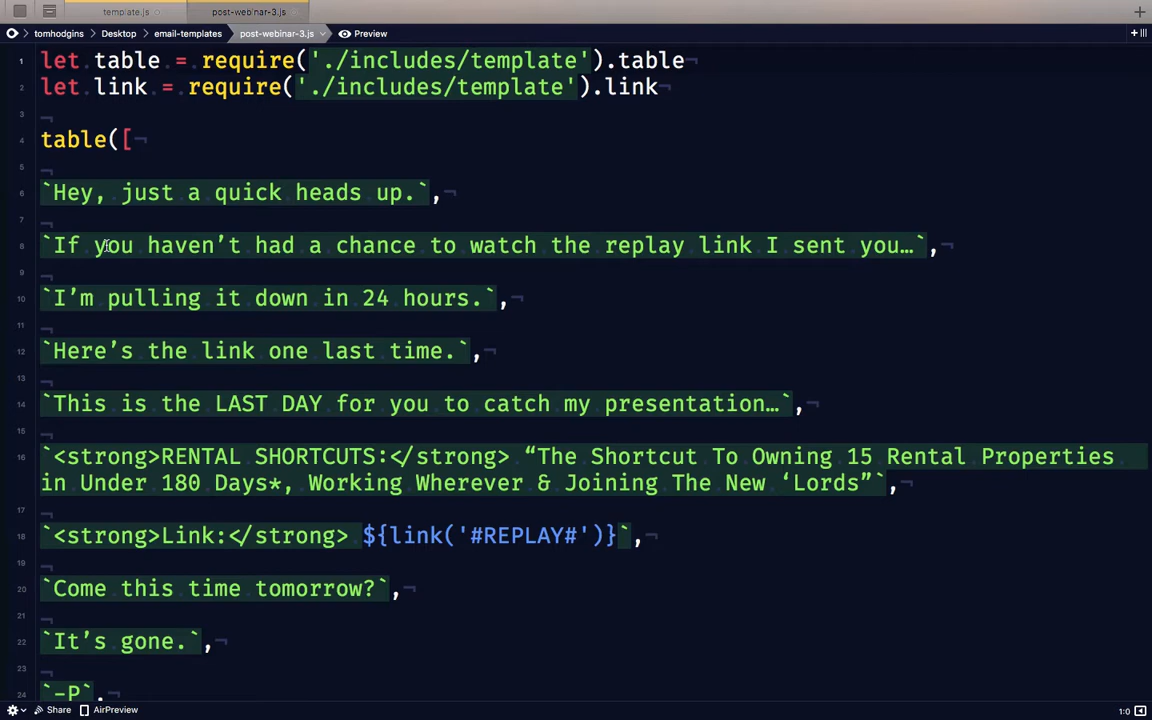 template.js
post-webinar-3.js
tomhodgins Desktop email-templates post-webinar-3.js Preview
1 let table = require('./includes/template').table¬
2 let link = require('./includes/template').link¬
3 ¬
4 table([¬
5 ¬
6 `Hey, just a quick heads up.`,¬
7 ¬
8 `If you haven’t had a chance to watch the replay link I sent you…`,¬
9 ¬
10 `I’m pulling it down in 24 hours.`,¬
11 ¬
12 `Here’s the link one last time.`,¬
13 ¬
14 `This is the LAST DAY for you to catch my presentation…`,¬
15 ¬
16 `<strong>RENTAL SHORTCUTS:</strong> “The Shortcut To Owning 15 Rental Properties
in Under 180 Days*, Working Wherever & Joining The New ‘Lords”`,¬
17 ¬
18 `<strong>Link:</strong> ${link('#REPLAY#')}`,¬
19 ¬
20 `Come this time tomorrow?`,¬
21 ¬
22 `It’s gone.`,¬
23 ¬
24 `-P`,
Share AirPreview 1:0